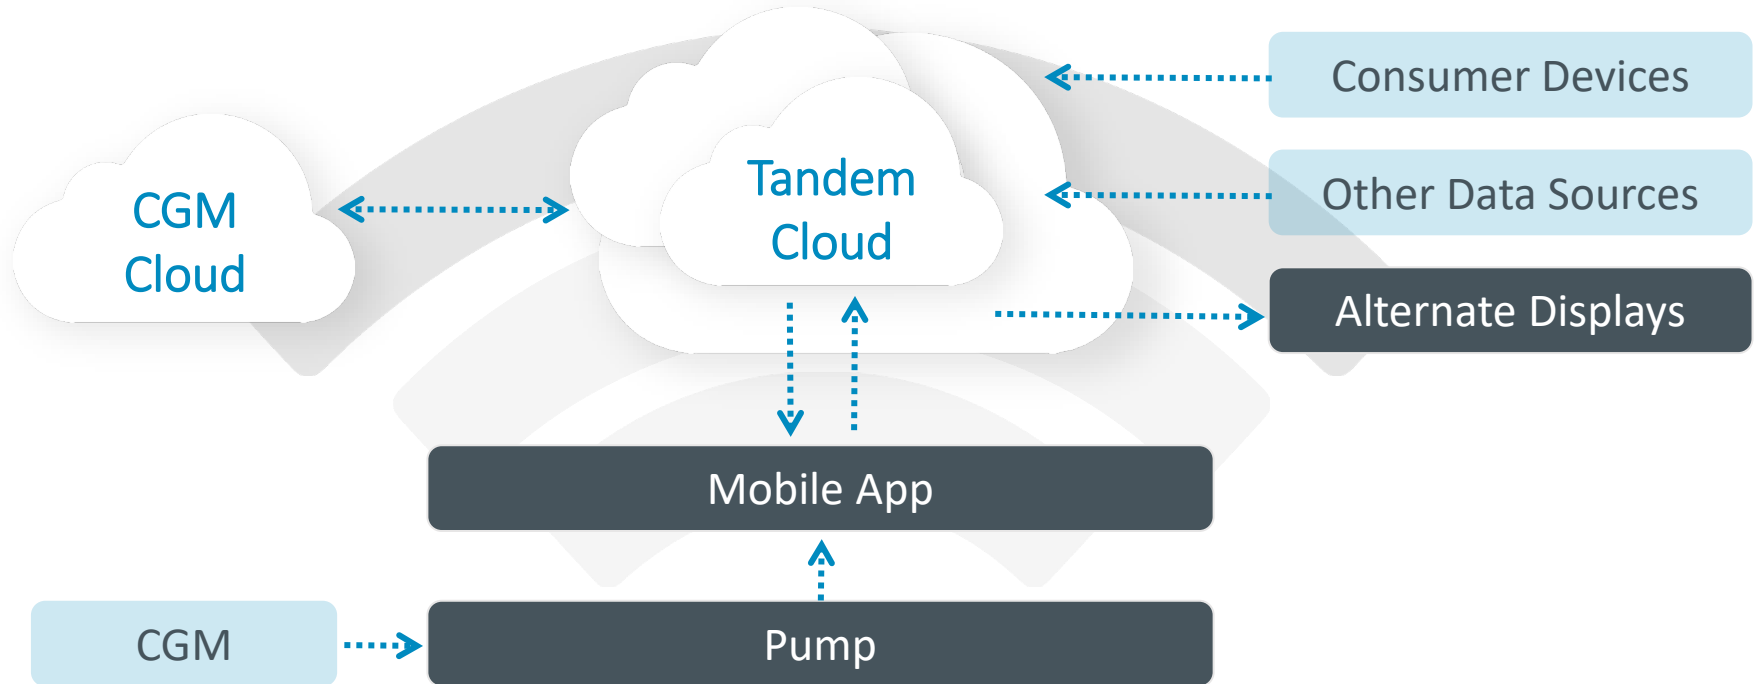 CGM
Cloud
Tandem
Cloud
Consumer Devices
Other Data Sources
Alternate Displays
Mobile App
CGM
Pump